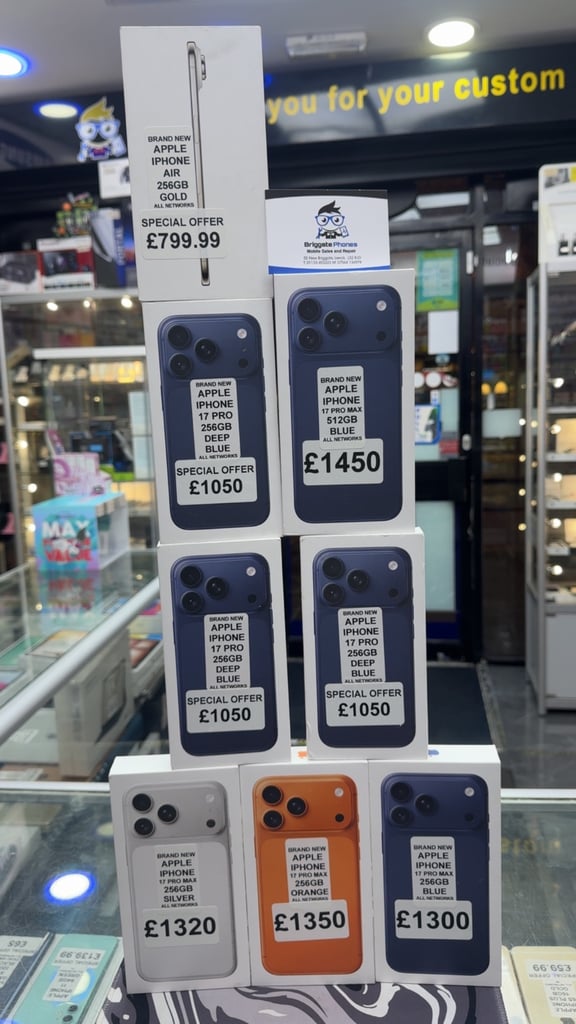 you for your custom
BRAND NEW
APPLE
IPHONE
AIR
256GB
GOLD
ALL NETWORKS
SPECIAL OFFER
£799.99
Briggate Phones
Mobile Sales and Repair
BRAND NEW
APPLE
IPHONE
17 PRO
256GB
DEEP
BLUE
ALL NETWORKS
SPECIAL OFFER
£1050
BRAND NEW
APPLE
IPHONE
17 PRO MAX
512GB
BLUE
ALL NETWORKS
£1450
MAX
VALUE
BRAND NEW
APPLE
IPHONE
17 PRO
256GB
DEEP
BLUE
ALL NETWORKS
SPECIAL OFFER
£1050
BRAND NEW
APPLE
IPHONE
17 PRO
256GB
DEEP
BLUE
ALL NETWORKS
SPECIAL OFFER
£1050
BRAND NEW
APPLE
IPHONE
17 PRO MAX
256GB
SILVER
ALL NETWORKS
£1320
BRAND NEW
APPLE
IPHONE
17 PRO MAX
256GB
ORANGE
ALL NETWORKS
£1350
BRAND NEW
APPLE
IPHONE
17 PRO MAX
256GB
BLUE
ALL NETWORKS
£1300
£65
£139.99
SPECIAL OFFER
£59.99